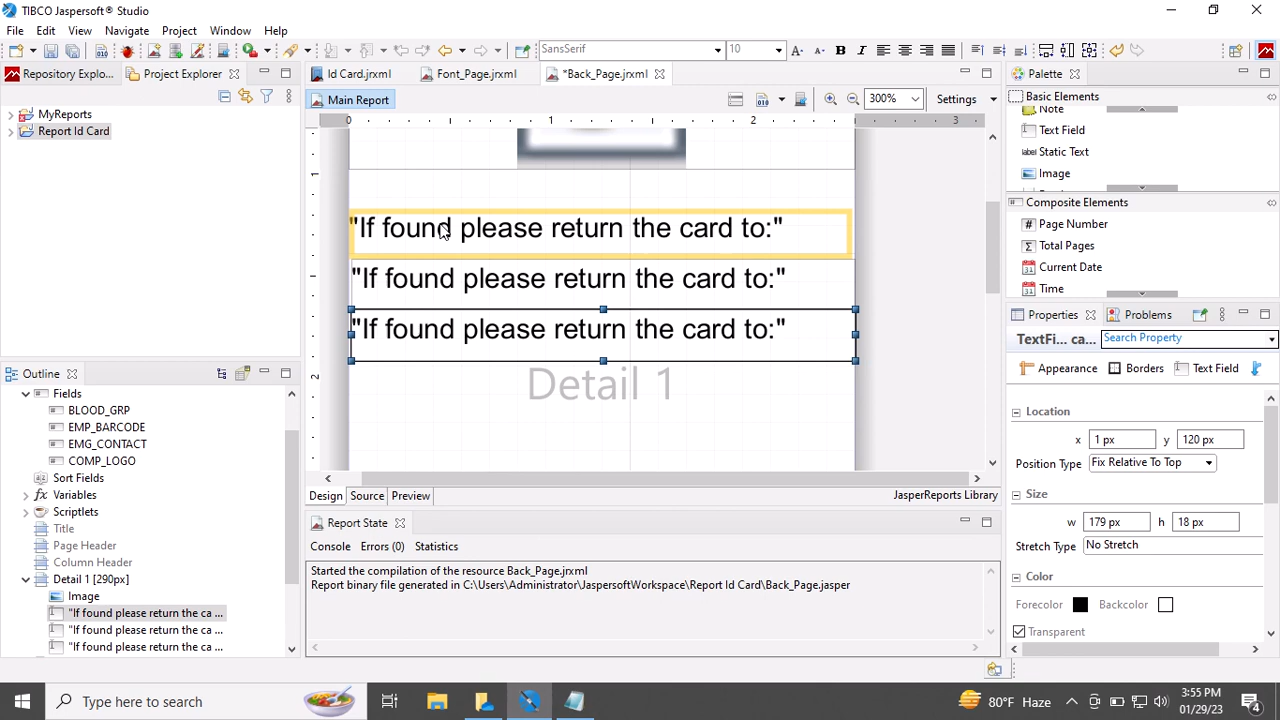 TIBCO Jaspersoft® Studio
File Edit View Navigate Project Window Help
SansSerif 10
Repository Explo... Project Explorer
MyReports
Report Id Card
Id Card.jrxml Font_Page.jrxml *Back_Page.jrxml
Main Report 300% Settings
0 1 2 3
1
2
"If found please return the card to:"
"If found please return the card to:"
"If found please return the card to:"
Detail 1
Design Source Preview JasperReports Library
Report State
Console Errors (0) Statistics
Started the compilation of the resource Back_Page.jrxml
Report binary file generated in C:\Users\Administrator\JaspersoftWorkspace\Report Id Card\Back_Page.jasper
Outline
Fields
BLOOD_GRP
EMP_BARCODE
EMG_CONTACT
COMP_LOGO
Sort Fields
Variables
Scriptlets
Title
Page Header
Column Header
Detail 1 [290px]
Image
"If found please return the ca ...
"If found please return the ca ...
"If found please return the ca ...
Palette
Basic Elements
Note
Text Field
label Static Text
Image
Composite Elements
Page Number
Total Pages
Current Date
Time
Properties Problems
TextFi... ca Search Property
Appearance Borders Text Field
Location
x 1 px y 120 px
Position Type Fix Relative To Top
Size
w 179 px h 18 px
Stretch Type No Stretch
Color
Forecolor Backcolor
Transparent
Type here to search
80°F Haze
3:55 PM
01/29/23
4